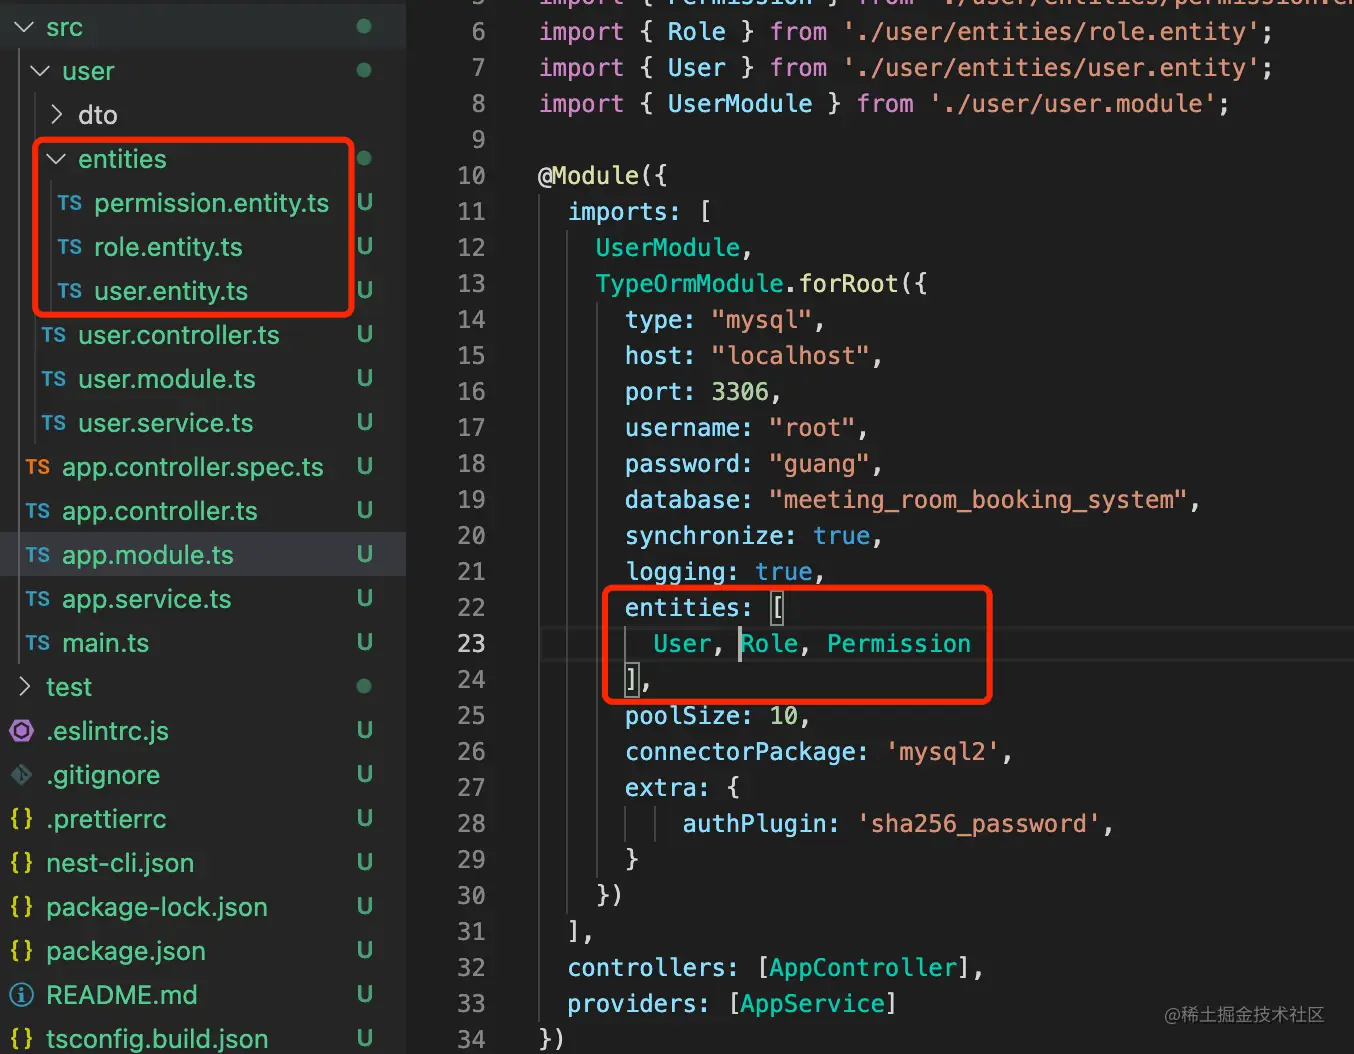 src
user
dto
entities
TS permission.entity.ts U
TS role.entity.ts U
TS user.entity.ts U
TS user.controller.ts U
TS user.module.ts U
TS user.service.ts U
TS app.controller.spec.ts U
TS app.controller.ts U
TS app.module.ts U
TS app.service.ts U
TS main.ts U
test
.eslintrc.js U
.gitignore U
{} .prettierrc U
{} nest-cli.json U
{} package-lock.json U
{} package.json U
README.md U
{} tsconfig.build.json U
6 import { Role } from './user/entities/role.entity';
7 import { User } from './user/entities/user.entity';
8 import { UserModule } from './user/user.module';
9
10 @Module({
11 imports: [
12 UserModule,
13 TypeOrmModule.forRoot({
14 type: "mysql",
15 host: "localhost",
16 port: 3306,
17 username: "root",
18 password: "guang",
19 database: "meeting_room_booking_system",
20 synchronize: true,
21 logging: true,
22 entities: [
23 User, Role, Permission
24 ],
25 poolSize: 10,
26 connectorPackage: 'mysql2',
27 extra: {
28 authPlugin: 'sha256_password',
29 }
30 })
31 ],
32 controllers: [AppController],
33 providers: [AppService]
34 })
@稀土掘金技术社区